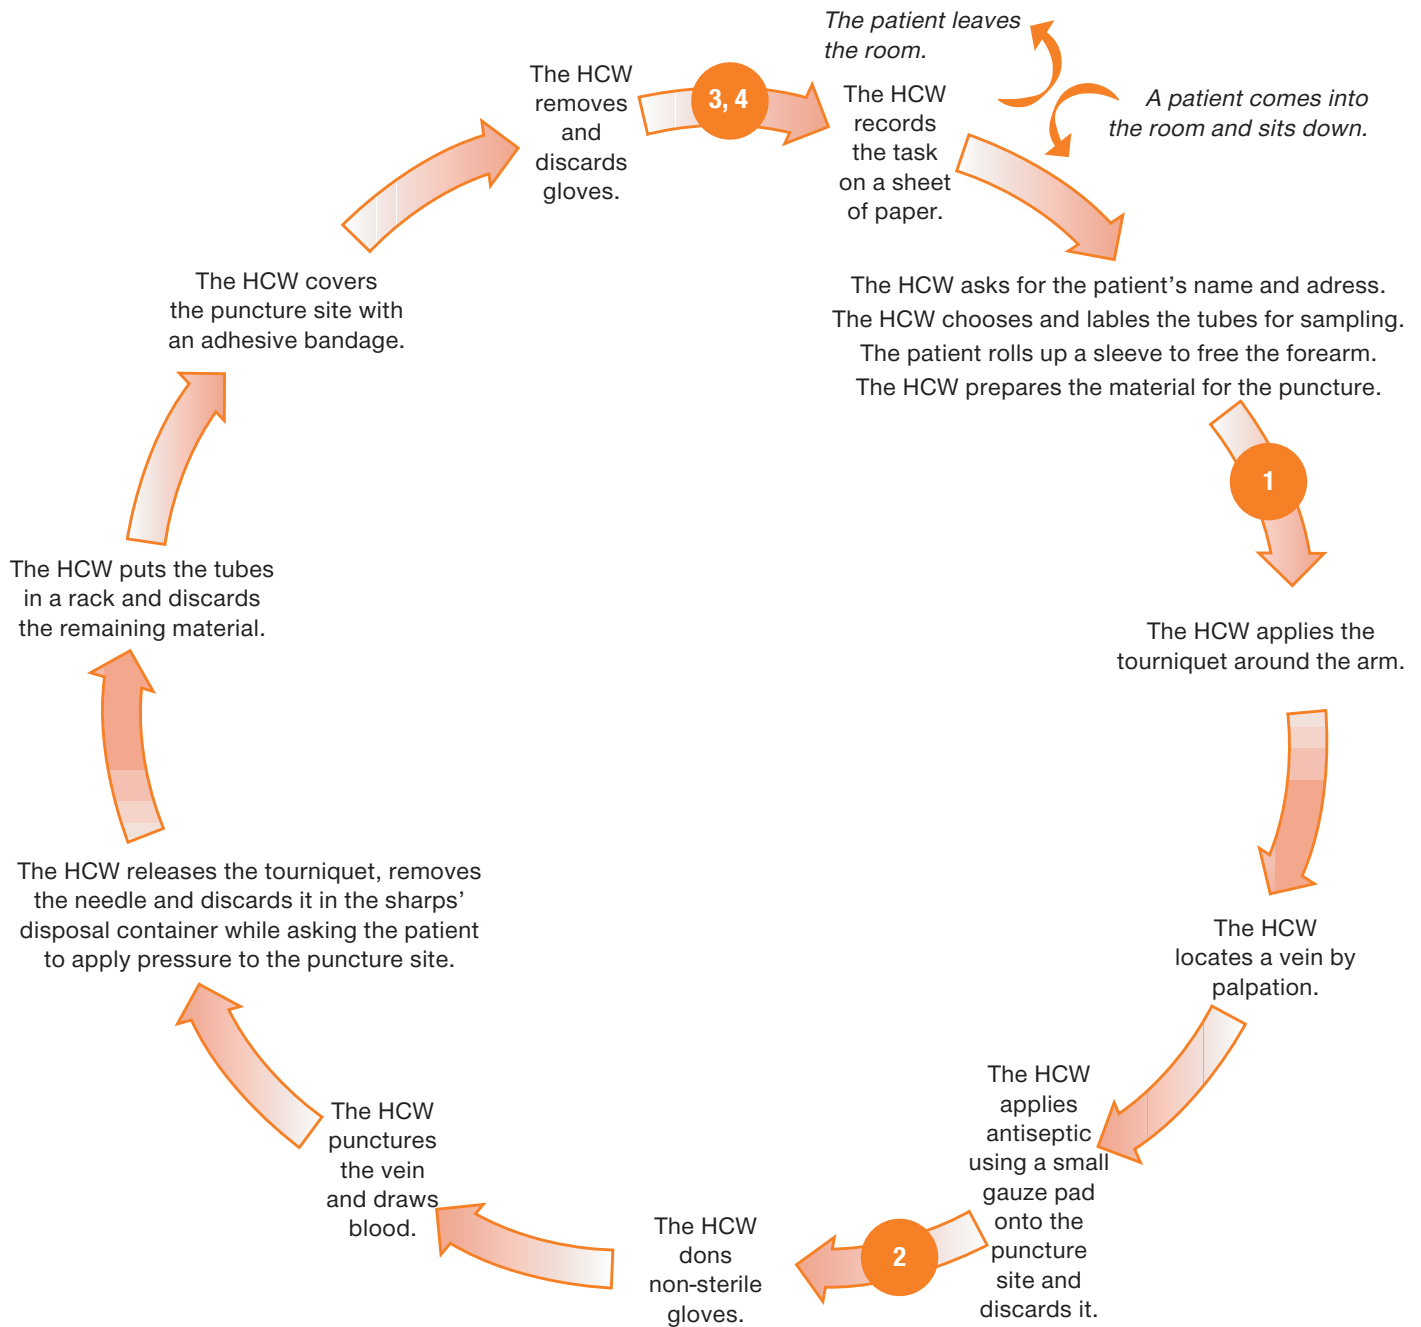 The patient leaves
the room.
A patient comes into
the room and sits down.
The HCW
records
the task
on a sheet
of paper.
The HCW asks for the patient’s name and adress.
The HCW chooses and lables the tubes for sampling.
The patient rolls up a sleeve to free the forearm.
The HCW prepares the material for the puncture.
1
The HCW applies the
tourniquet around the arm.
The HCW
locates a vein by
palpation.
The HCW
applies
antiseptic
using a small
gauze pad
onto the
puncture
site and
discards it.
2
The HCW
dons
non-sterile
gloves.
The HCW
punctures
the vein
and draws
blood.
The HCW releases the tourniquet, removes
the needle and discards it in the sharps’
disposal container while asking the patient
to apply pressure to the puncture site.
The HCW puts the tubes
in a rack and discards
the remaining material.
The HCW covers
the puncture site with
an adhesive bandage.
The HCW
removes
and
discards
gloves.
3, 4